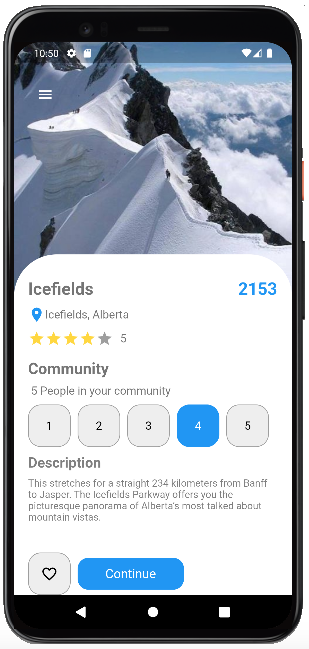 10:50
Icefields 2153
Icefields, Alberta
5
Community
5 People in your community
1 2 3 4 5
Description
This stretches for a straight 234 kilometers from Banff
to Jasper. The Icefields Parkway offers you the
picturesque panorama of Alberta's most talked about
mountain vistas.
Continue